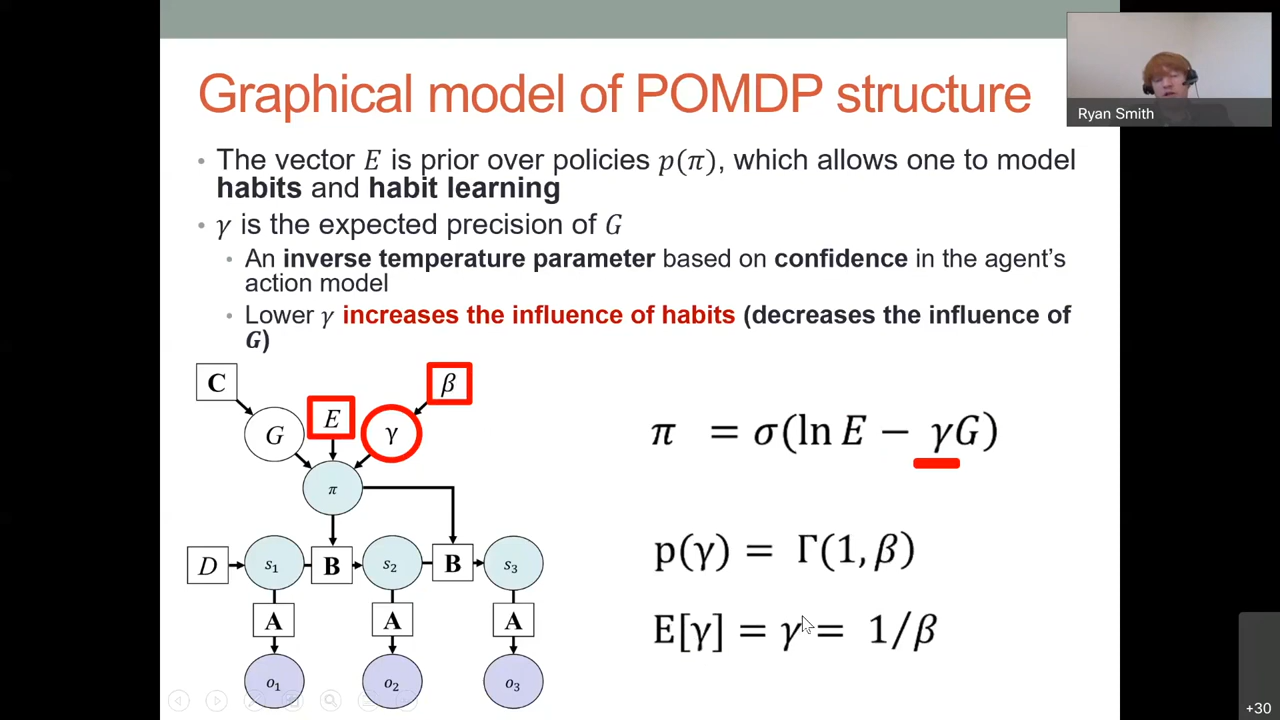 Graphical model of POMDP structure
Ryan Smith
• The vector E is prior over policies p(π), which allows one to model
habits and habit learning
• γ is the expected precision of G
• An inverse temperature parameter based on confidence in the agent's
action model
• Lower γ increases the influence of habits (decreases the influence of
G)
C
β
E
G
γ
π
D
s₁
B
s₂
B
s₃
A
A
A
o₁
o₂
o₃
π = σ(ln E − γG)
p(γ) = Γ(1, β)
E[γ] = γ = 1/β
+30